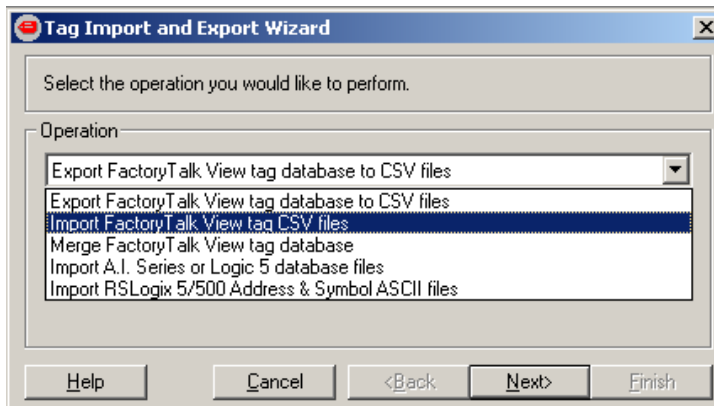 Tag Import and Export Wizard
Select the operation you would like to perform.
Operation
Export FactoryTalk View tag database to CSV files
Export FactoryTalk View tag database to CSV files
Import FactoryTalk View tag CSV files
Merge FactoryTalk View tag database
Import A.I. Series or Logic 5 database files
Import RSLogix 5/500 Address & Symbol ASCII files
Help Cancel <Back Next> Finish